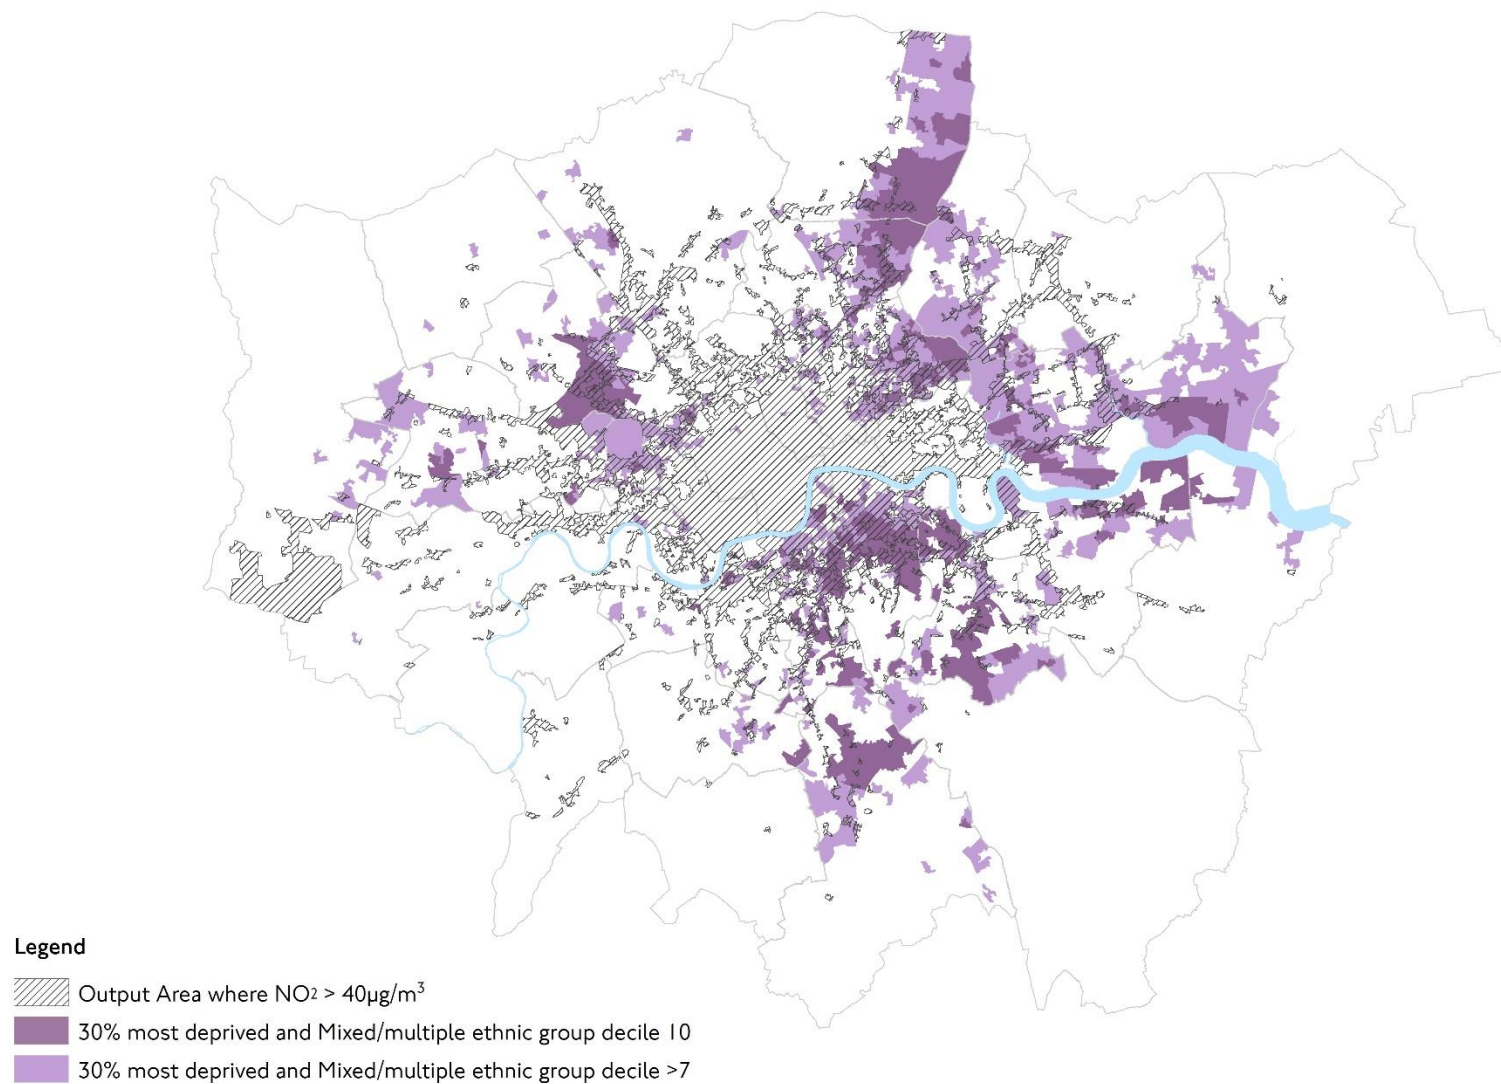 Legend
Output Area where NO2 > 40µg/m³
30% most deprived and Mixed/multiple ethnic group decile 10
30% most deprived and Mixed/multiple ethnic group decile >7